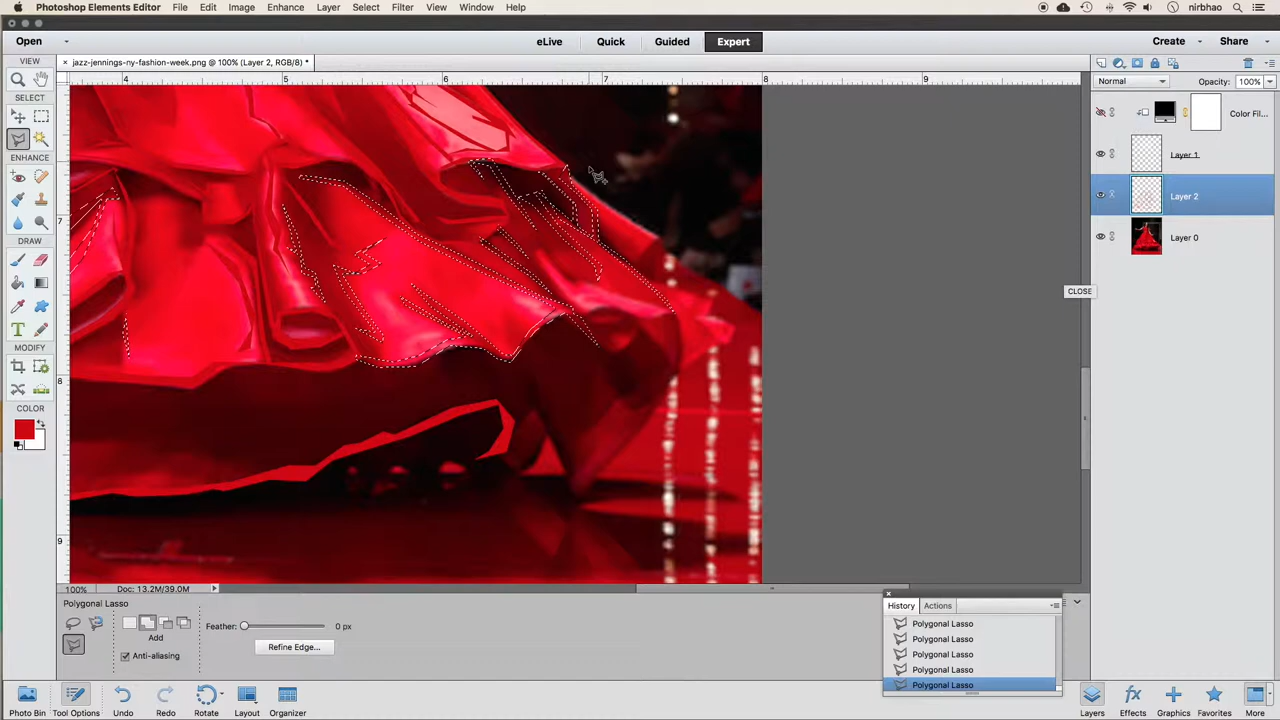 Photoshop Elements Editor File Edit Image Enhance Layer Select Filter View Window Help nirbhao
Open eLive Quick Guided Expert Create Share
× jazz-jennings-ny-fashion-week.png @ 100% (Layer 2, RGB/8) *
VIEW
SELECT
ENHANCE
DRAW
MODIFY
COLOR
4 5 6 7 8 9
7
8
9
Normal Opacity: 100%
Color Fil...
Layer 1
Layer 2
Layer 0
CLOSE
100% Doc: 13.2M/39.0M
Polygonal Lasso
Add
Anti-aliasing
Feather: 0 px
Refine Edge...
History Actions
Polygonal Lasso
Polygonal Lasso
Polygonal Lasso
Polygonal Lasso
Polygonal Lasso
Photo Bin Tool Options Undo Redo Rotate Layout Organizer Layers Effects Graphics Favorites More